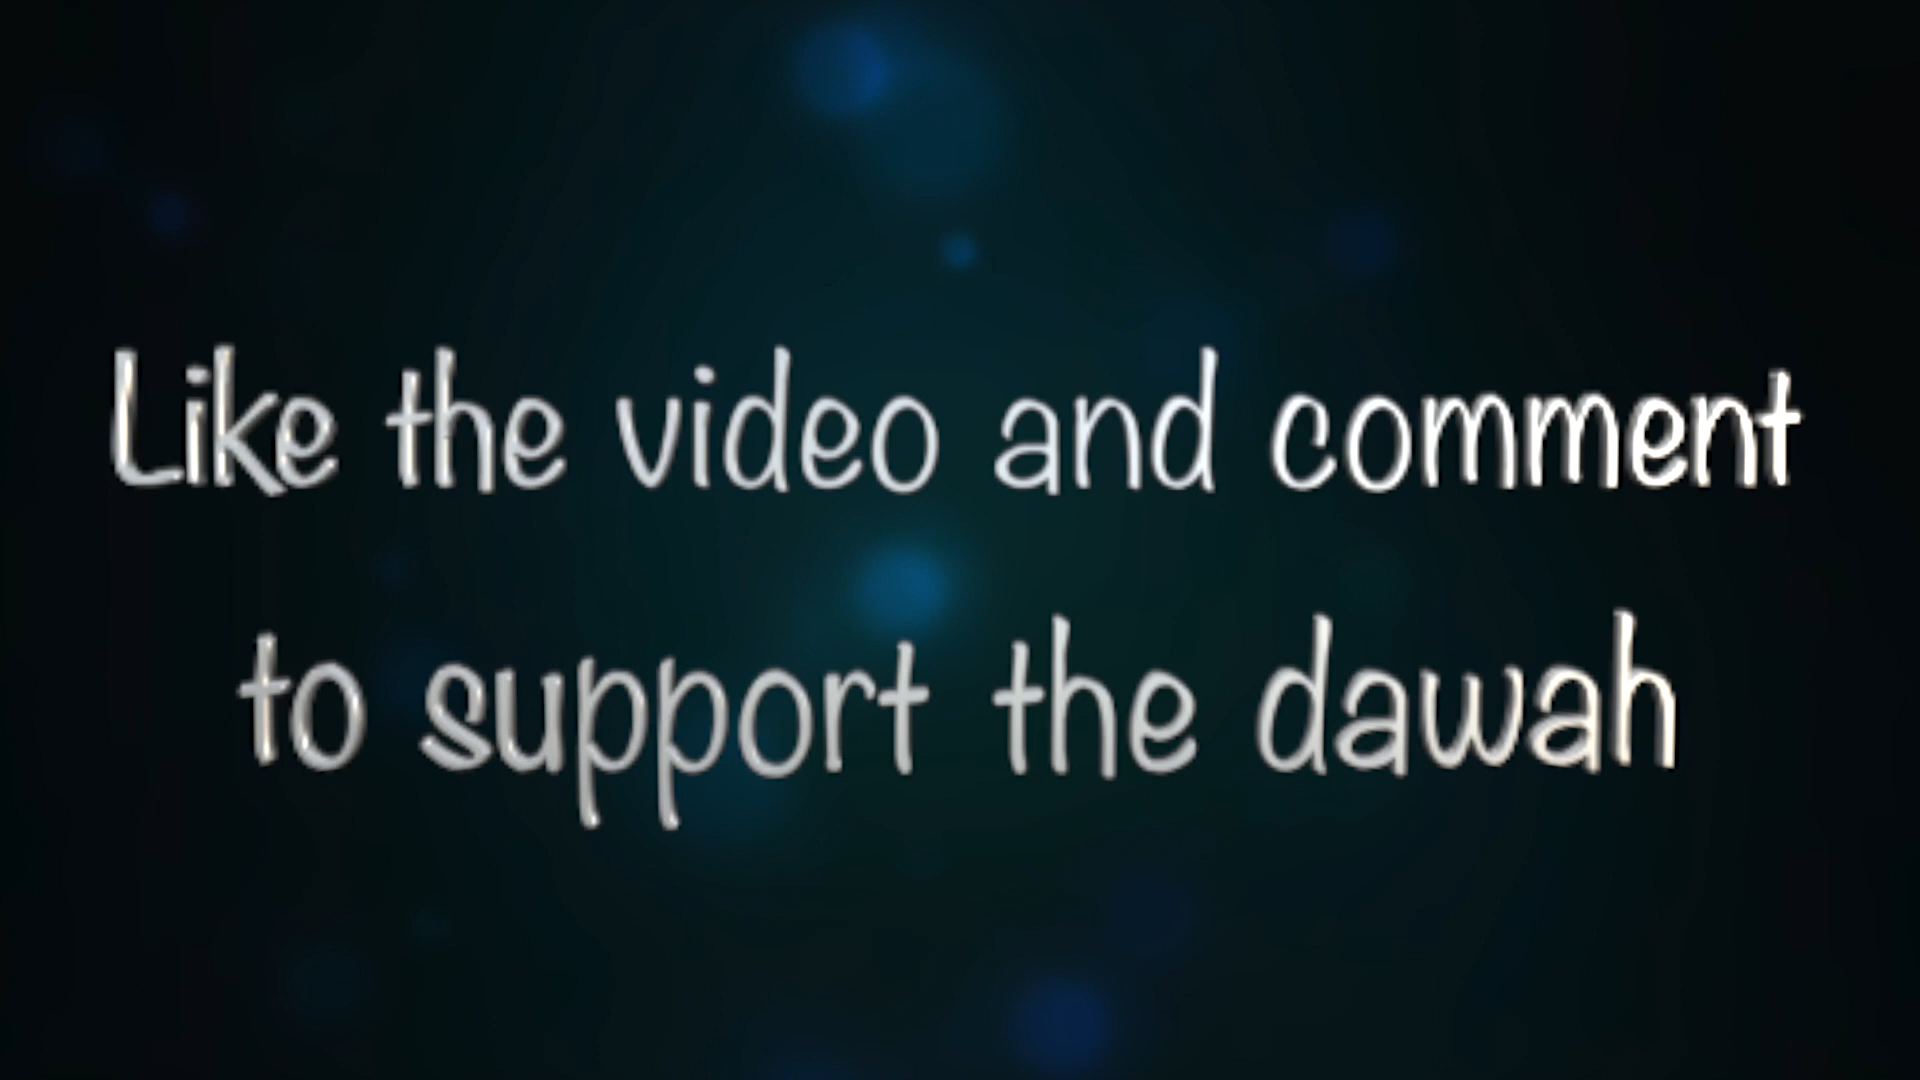 Like the video and comment
to support the dawah